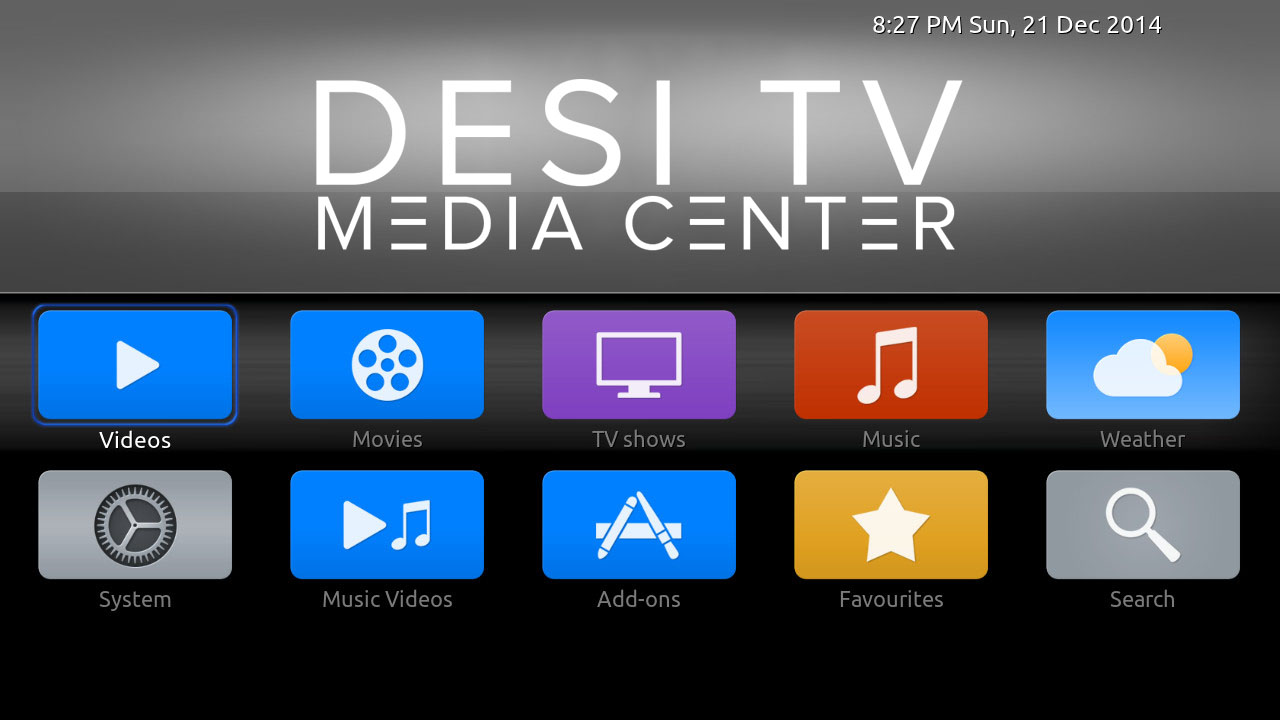 8:27 PM Sun, 21 Dec 2014
DESI TV
MEDIA CENTER
Videos Movies TV shows Music Weather
System Music Videos Add-ons Favourites Search